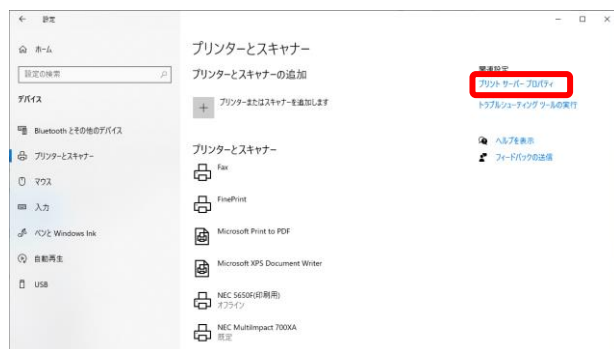 設定
ホーム
設定の検索
デバイス
Bluetooth とその他のデバイス
プリンターとスキャナー
マウス
入力
ペンと Windows Ink
自動再生
USB
プリンターとスキャナー
プリンターとスキャナーの追加
プリンターまたはスキャナーを追加します
プリンターとスキャナー
Fax
FinePrint
Microsoft Print to PDF
Microsoft XPS Document Writer
NEC 5650F(印刷用)
オフライン
NEC MultiImpact 700XA
既定
関連設定
プリント サーバー プロパティ
トラブルシューティング ツールの実行
ヘルプを表示
フィードバックの送信